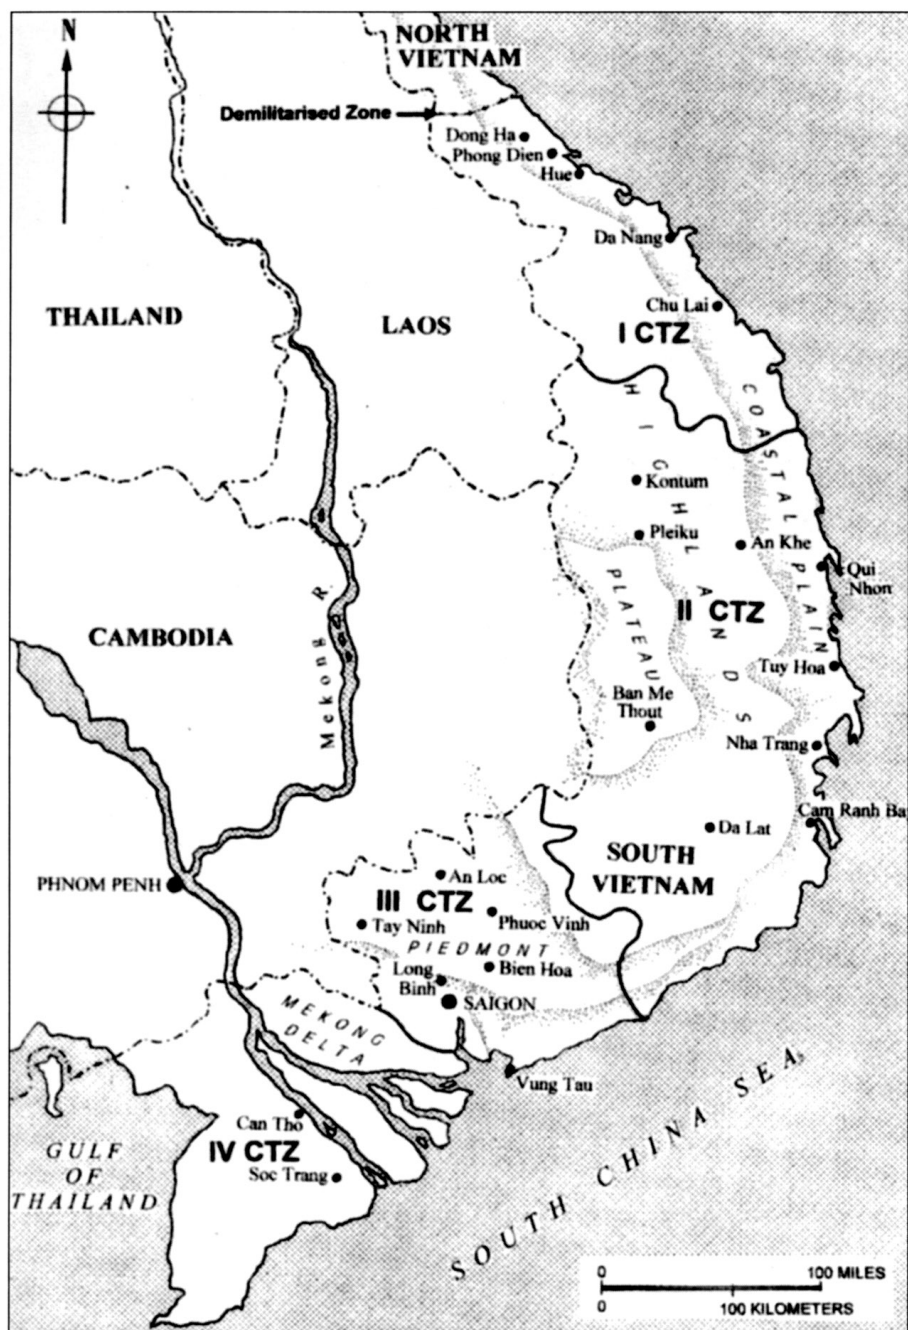 N
NORTH
VIETNAM
Demilitarised Zone
Dong Ha
Phong Dien
Hue
Da Nang
THAILAND
LAOS
Chu Lai
I CTZ
HIGHLANDS
COASTAL PLAIN
Kontum
Pleiku
An Khe
Qui
Nhon
PLATEAU
II CTZ
CAMBODIA
Mekong R.
Tuy Hoa
Ban Me
Thout
Nha Trang
Cam Ranh Bay
Da Lat
SOUTH
VIETNAM
PHNOM PENH
An Loc
III CTZ
Tay Ninh
Phuoc Vinh
PIEDMONT
Long
Binh
Bien Hoa
SAIGON
MEKONG
DELTA
Vung Tau
Can Tho
IV CTZ
Soc Trang
GULF
OF
THAILAND
SOUTH CHINA SEA
0 100 MILES
0 100 KILOMETERS